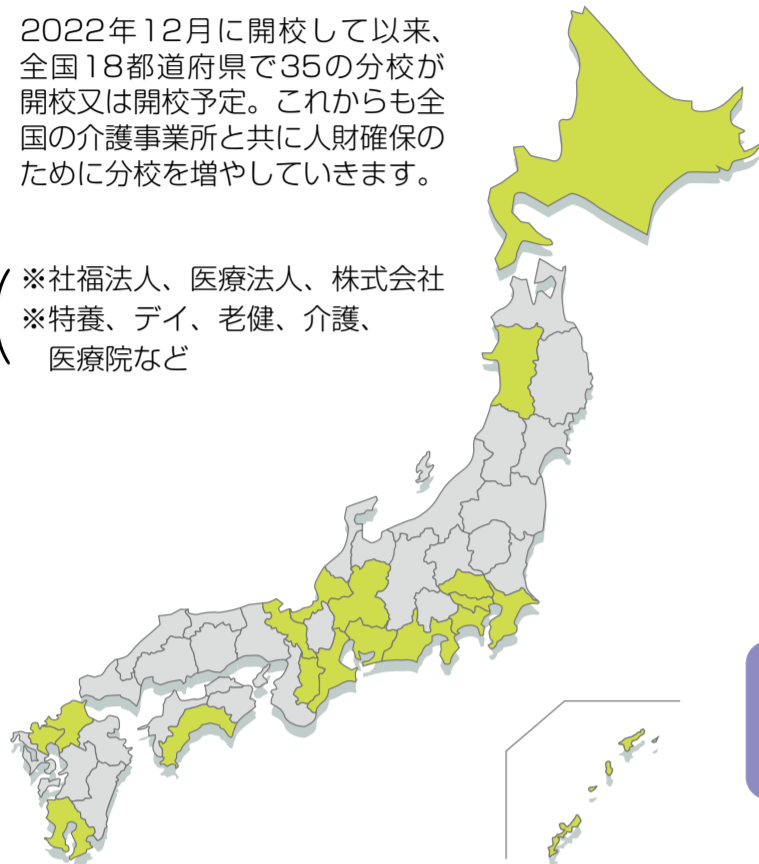 2022年12月に開校して以来、
全国18都道府県で35の分校が
開校又は開校予定。これからも全
国の介護事業所と共に人財確保の
ために分校を増やしていきます。
※社福法人、医療法人、株式会社
※特養、デイ、老健、介護、
医療院など